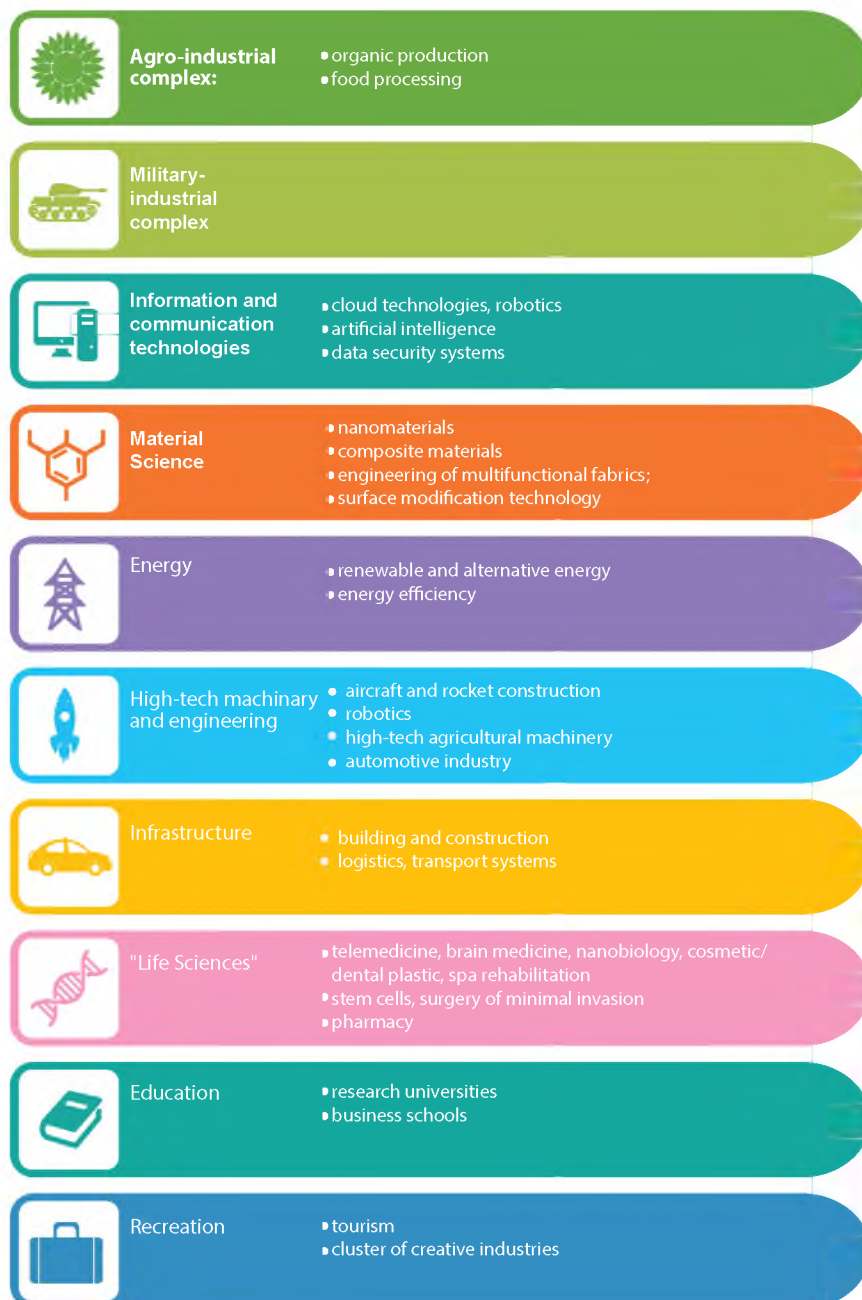 Agro-industrial
complex:
• organic production
• food processing
Military-
industrial
complex
Information and
communication
technologies
• cloud technologies, robotics
• artificial intelligence
• data security systems
Material
Science
• nanomaterials
• composite materials
• engineering of multifunctional fabrics;
• surface modification technology
Energy
• renewable and alternative energy
• energy efficiency
High-tech machinary
and engineering
• aircraft and rocket construction
• robotics
• high-tech agricultural machinery
• automotive industry
Infrastructure
• building and construction
• logistics, transport systems
"Life Sciences"
• telemedicine, brain medicine, nanobiology, cosmetic/
dental plastic, spa rehabilitation
• stem cells, surgery of minimal invasion
• pharmacy
Education
• research universities
• business schools
Recreation
• tourism
• cluster of creative industries